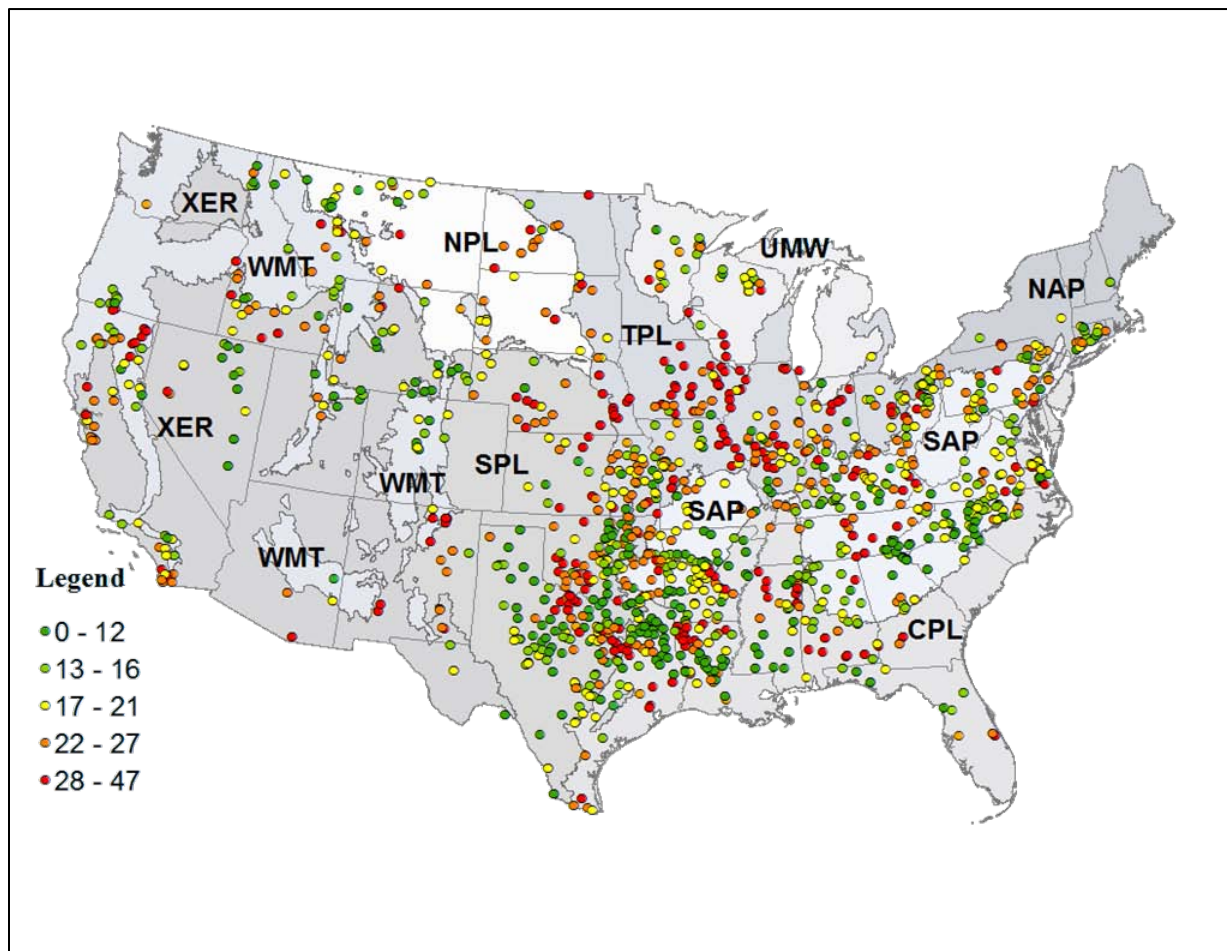 XER
WMT
NPL
UMW
NAP
TPL
XER
SAP
WMT
SPL
SAP
WMT
CPL
Legend
0 - 12
13 - 16
17 - 21
22 - 27
28 - 47